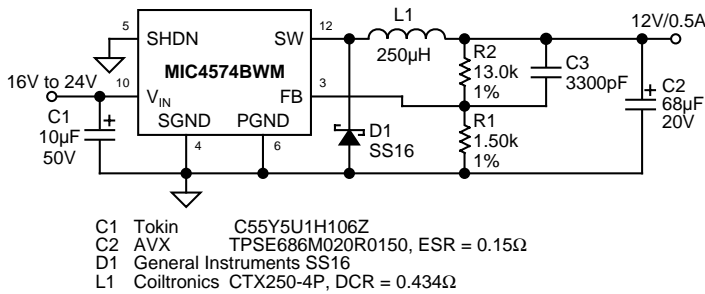 L1
12V/0.5A
5
SHDN
SW
12
250µH
R2
13.0k
1%
C3
3300pF
MIC4574BWM
16V to 24V
10
VIN
FB
3
C2
68µF
20V
+
C1
10µF
50V
+
SGND
PGND
4
6
D1
SS16
R1
1.50k
1%
C1 Tokin C55Y5U1H106Z
C2 AVX TPSE686M020R0150, ESR = 0.15Ω
D1 General Instruments SS16
L1 Coiltronics CTX250-4P, DCR = 0.434Ω